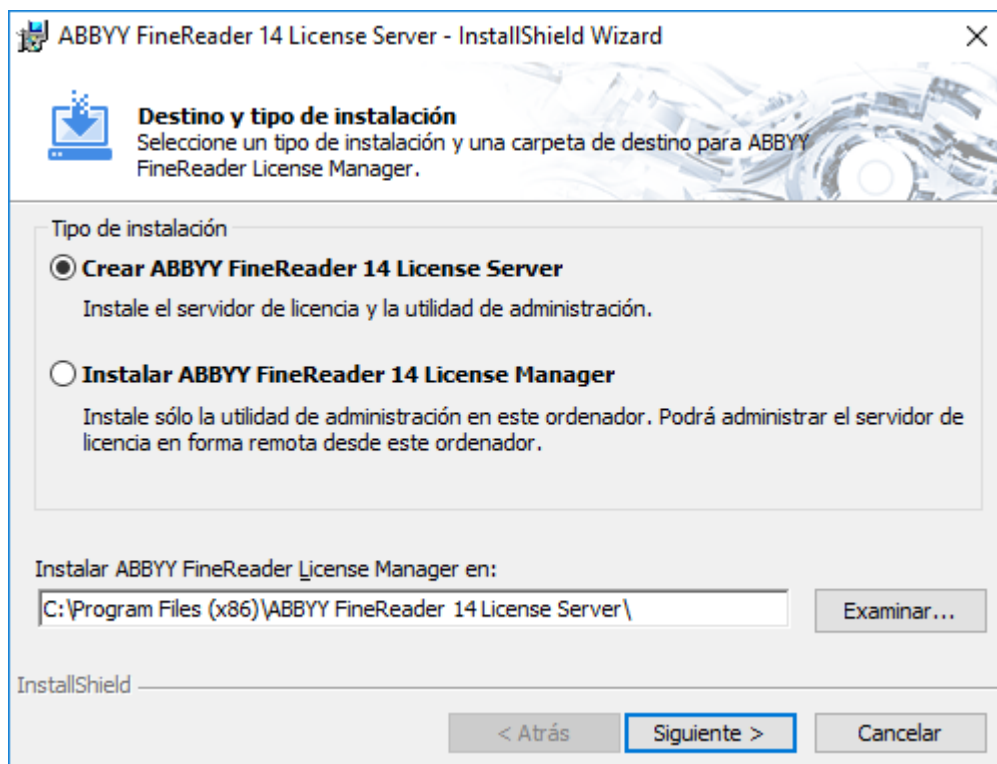 ABBYY FineReader 14 License Server - InstallShield Wizard
Destino y tipo de instalación
Seleccione un tipo de instalación y una carpeta de destino para ABBYY
FineReader License Manager.
Tipo de instalación
Crear ABBYY FineReader 14 License Server
Instale el servidor de licencia y la utilidad de administración.
Instalar ABBYY FineReader 14 License Manager
Instale sólo la utilidad de administración en este ordenador. Podrá administrar el servidor de
licencia en forma remota desde este ordenador.
Instalar ABBYY FineReader License Manager en:
C:\Program Files (x86)\ABBYY FineReader 14 License Server\
Examinar...
InstallShield
< Atrás
Siguiente >
Cancelar